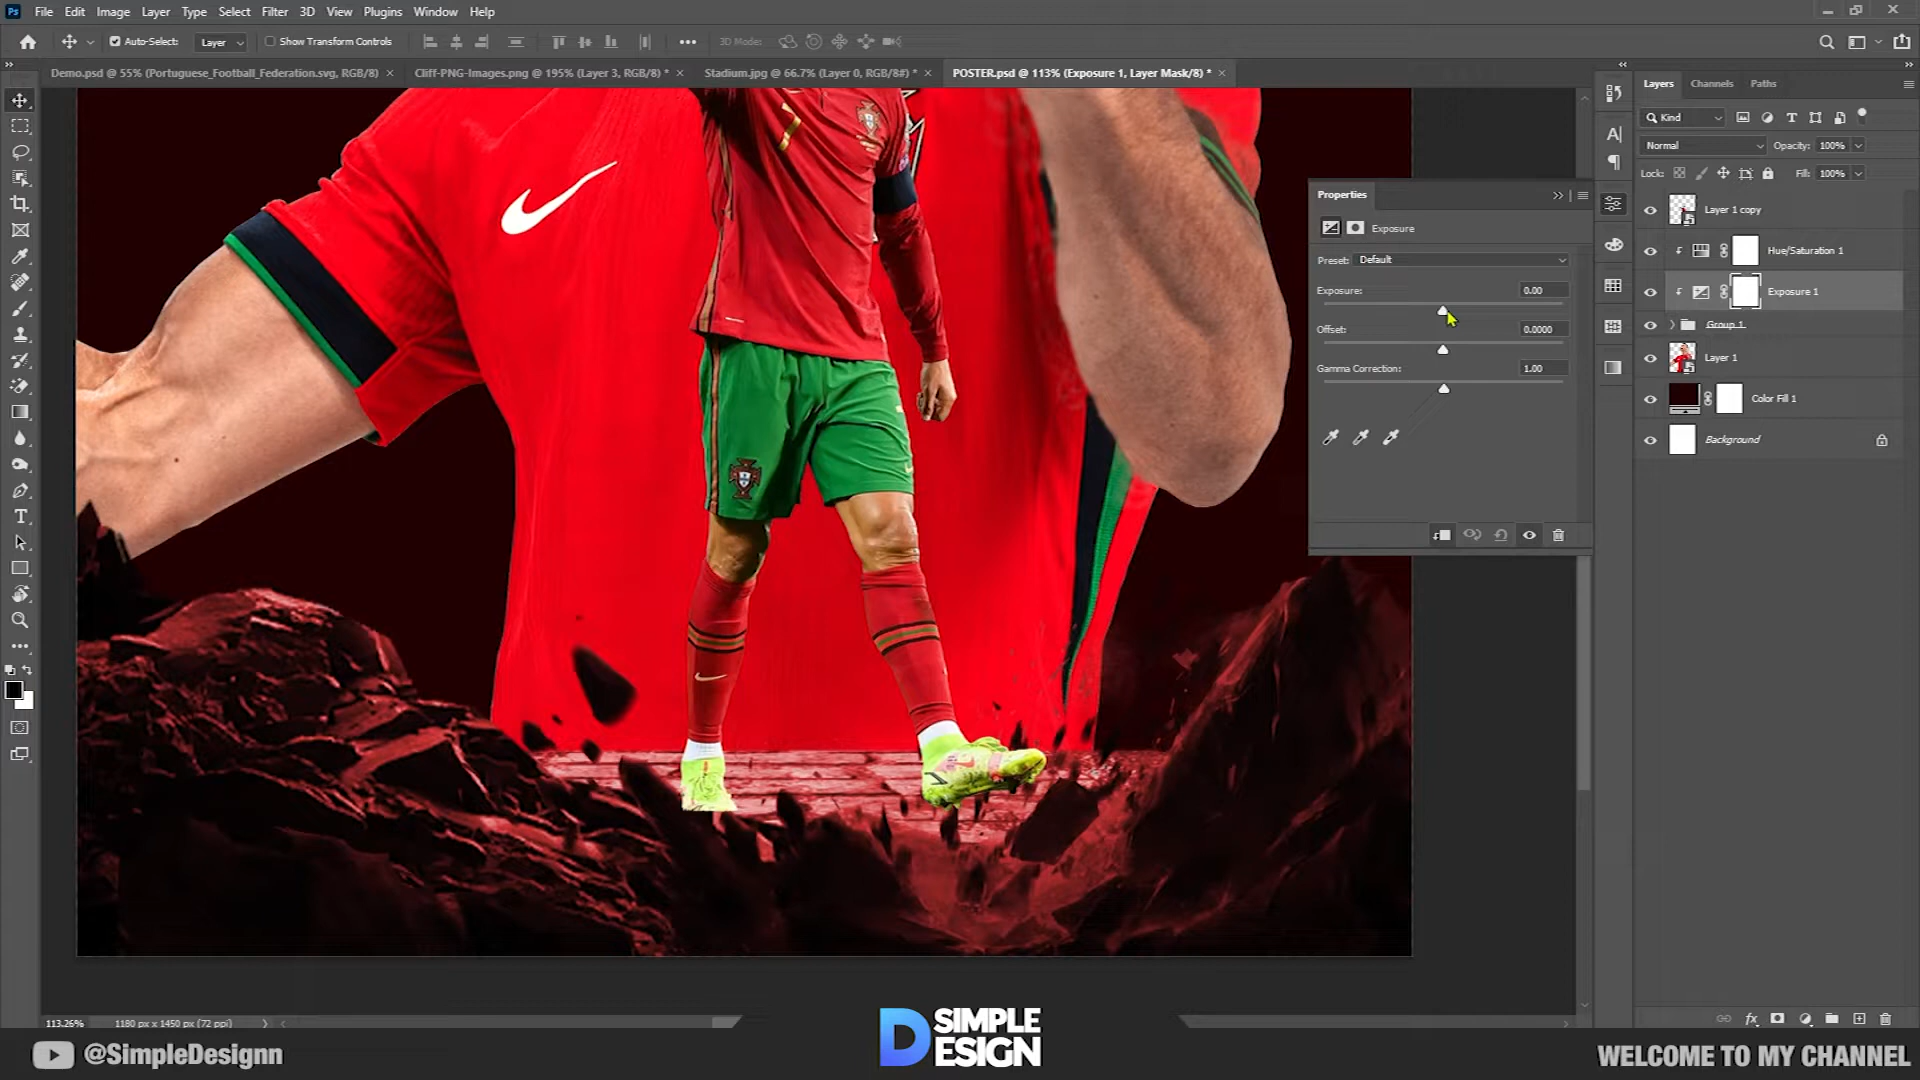 Ps File Edit Image Layer Type Select Filter 3D View Plugins Window Help
Auto-Select: Layer Show Transform Controls 3D Mode:
Demo.psd @ 55% (Portuguese_Football_Federation.svg, RGB/8) × Cliff-PNG-Images.png @ 195% (Layer 3, RGB/8) * × Stadium.jpg @ 66.7% (Layer 0, RGB/8#) * × POSTER.psd @ 113% (Exposure 1, Layer Mask/8) * ×
Layers Channels Paths
Kind
Normal Opacity: 100%
Lock: Fill: 100%
Layer 1 copy
Hue/Saturation 1
Exposure 1
Group 1
Layer 1
Color Fill 1
Background
Properties
Exposure
Preset: Default
Exposure: 0.00
Offset: 0.0000
Gamma Correction: 1.00
7
113.26% 1180 px x 1450 px (72 ppi)
@SimpleDesignn
D SIMPLE
ESIGN
WELCOME TO MY CHANNEL